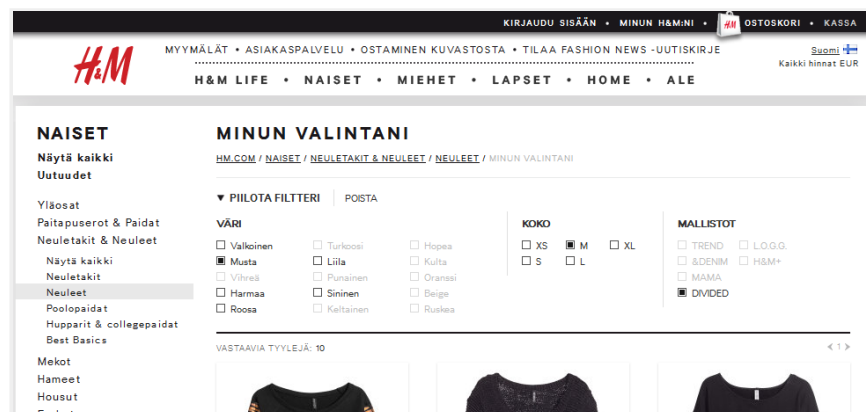 KIRJAUDU SISÄÄN • MINUN H&M:NI • H&M OSTOSKORI • KASSA
H&M
MYYMÄLÄT • ASIAKASPALVELU • OSTAMINEN KUVASTOSTA • TILAA FASHION NEWS -UUTISKIRJE
Suomi
Kaikki hinnat EUR
H&M LIFE • NAISET • MIEHET • LAPSET • HOME • ALE
NAISET
Näytä kaikki
Uutuudet
Yläosat
Paitapuserot & Paidat
Neuletakit & Neuleet
Näytä kaikki
Neuletakit
Neuleet
Poolopaidat
Hupparit & collegepaidat
Best Basics
Mekot
Hameet
Housut
MINUN VALINTANI
HM.COM / NAISET / NEULETAKIT & NEULEET / NEULEET / MINUN VALINTANI
▼ PIILOTA FILTTERI POISTA
VÄRI
Valkoinen Turkoosi Hopea
Musta Liila Kulta
Vihreä Punainen Oranssi
Harmaa Sininen Beige
Roosa Keltainen Ruskea
KOKO
XS M XL
S L
MALLISTOT
TREND L.O.G.G.
&DENIM H&M+
MAMA
DIVIDED
VASTAAVIA TYYLEJÄ: 10
1